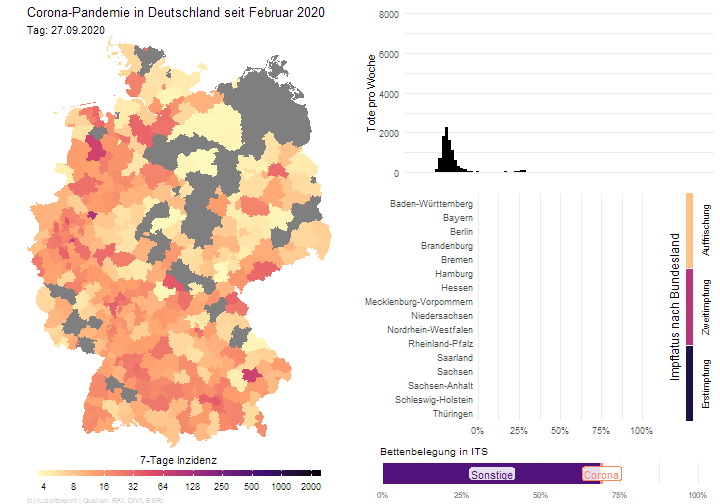 Corona-Pandemie in Deutschland seit Februar 2020
Tag: 27.09.2020
7-Tage Inzidenz
4 8 16 32 64 128 250 500 1000 2000
(c) /u/zeitbrennt | Quellen: RKI, DIVI, ESRI
Tote pro Woche
8000
6000
4000
2000
0
Impfstatus nach Bundesland
Baden-Württemberg
Bayern
Berlin
Brandenburg
Bremen
Hamburg
Hessen
Mecklenburg-Vorpommern
Niedersachsen
Nordrhein-Westfalen
Rheinland-Pfalz
Saarland
Sachsen
Sachsen-Anhalt
Schleswig-Holstein
Thüringen
0% 25% 50% 75% 100%
Auffrischung
Zweitimpfung
Erstimpfung
Bettenbelegung in ITS
Sonstige
Corona
0% 25% 50% 75% 100%